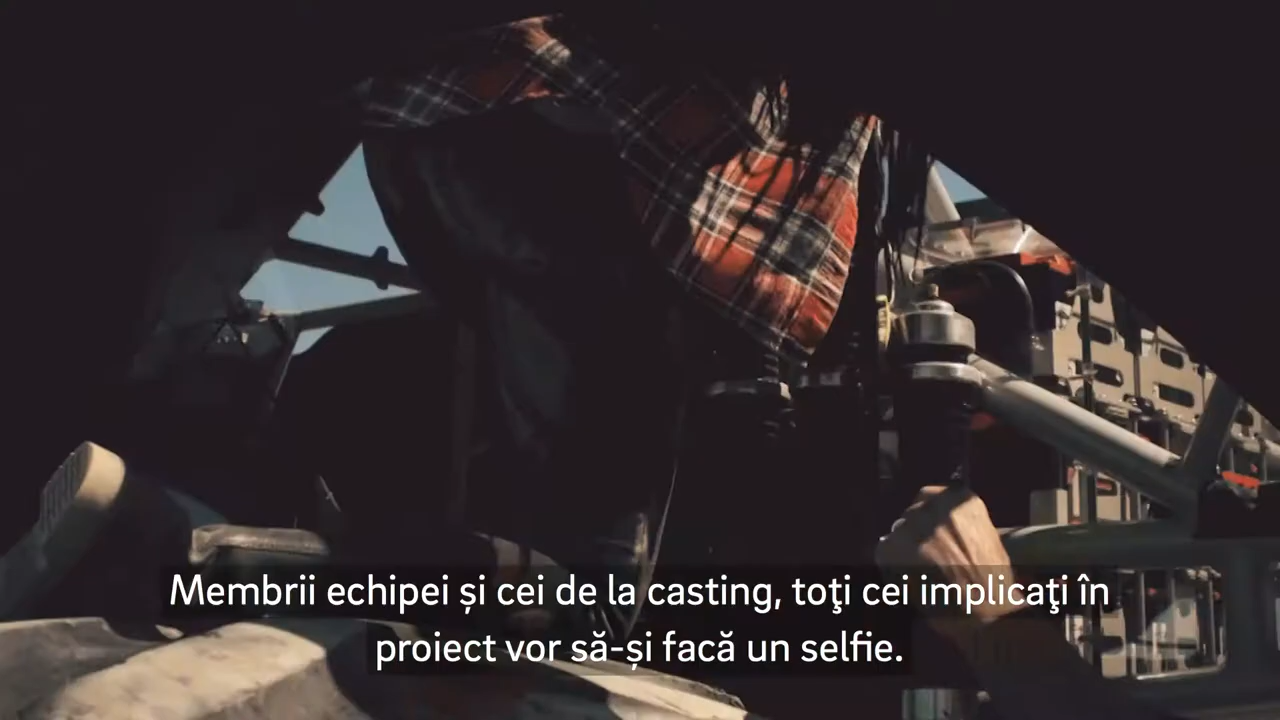 Membrii echipei și cei de la casting, toţi cei implicaţi în
proiect vor să-și facă un selfie.